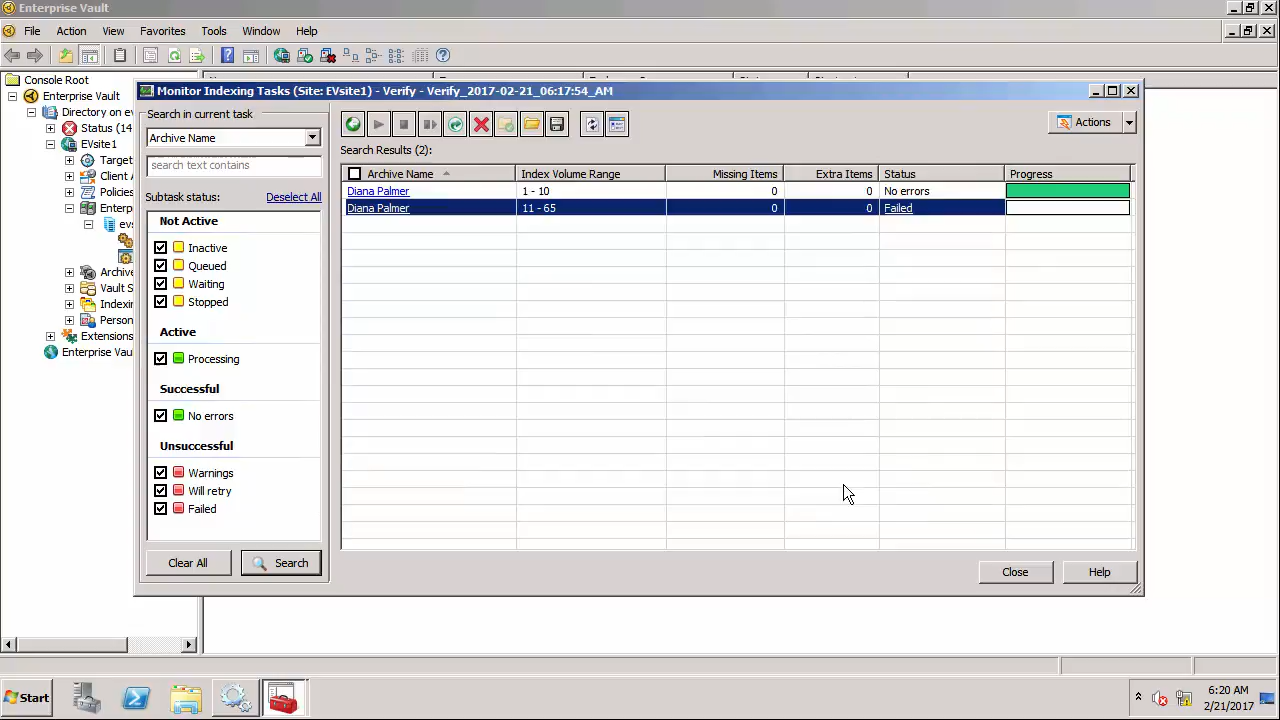 Enterprise Vault
File Action View Favorites Tools Window Help
Console Root
Enterprise Vault
Directory on ev
Status (14
EVsite1
Target
Client A
Policies
Enterp
evs
Archive
Vault S
Indexin
Person
Extensions
Enterprise Vau
Monitor Indexing Tasks (Site: EVsite1) - Verify - Verify_2017-02-21_06:17:54_AM
Search in current task
Archive Name
search text contains
Subtask status: Deselect All
Not Active
Inactive
Queued
Waiting
Stopped
Active
Processing
Successful
No errors
Unsuccessful
Warnings
Will retry
Failed
Clear All Search
Actions
Search Results (2):
Archive Name Index Volume Range Missing Items Extra Items Status Progress
Diana Palmer 1 - 10 0 0 No errors
Diana Palmer 11 - 65 0 0 Failed
Close Help
Start
6:20 AM
2/21/2017